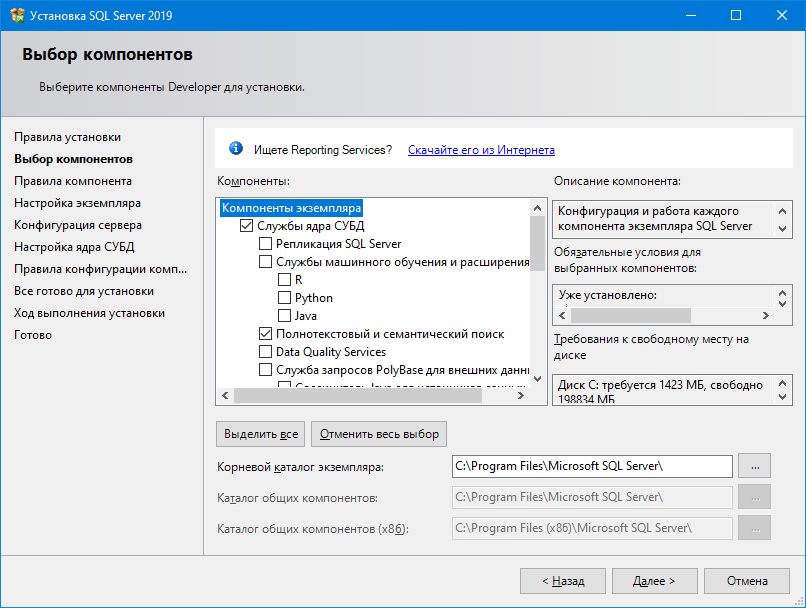 Установка SQL Server 2019
Выбор компонентов
Выберите компоненты Developer для установки.
Правила установки
Выбор компонентов
Правила компонента
Настройка экземпляра
Конфигурация сервера
Настройка ядра СУБД
Правила конфигурации комп...
Все готово для установки
Ход выполнения установки
Готово
Ищете Reporting Services? Скачайте его из Интернета
Компоненты:
Компоненты экземпляра
Службы ядра СУБД
Репликация SQL Server
Службы машинного обучения и расширения
R
Python
Java
Полнотекстовый и семантический поиск
Data Quality Services
Служба запросов PolyBase для внешних данн
Соединитель Java для источников данных
Описание компонента:
Конфигурация и работа каждого
компонента экземпляра SQL Server
Обязательные условия для
выбранных компонентов:
Уже установлено:
Требования к свободному месту на
диске
Диск C: требуется 1423 МБ, свободно
198834 МБ
Выделить все
Отменить весь выбор
Корневой каталог экземпляра: C:\Program Files\Microsoft SQL Server\ ...
Каталог общих компонентов: C:\Program Files\Microsoft SQL Server\ ...
Каталог общих компонентов (x86): C:\Program Files (x86)\Microsoft SQL Server\ ...
< Назад
Далее >
Отмена